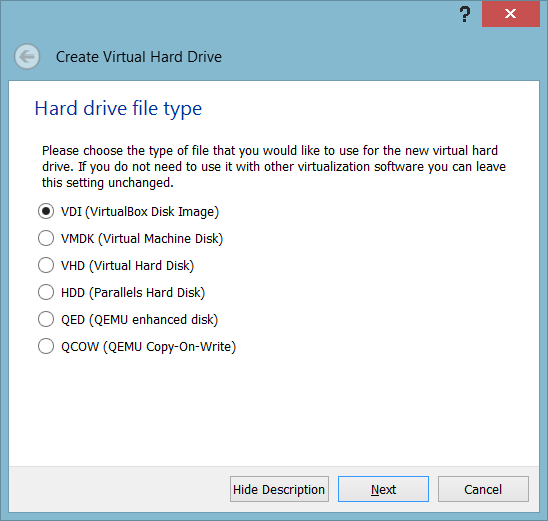 ?
Create Virtual Hard Drive
Hard drive file type
Please choose the type of file that you would like to use for the new virtual hard
drive. If you do not need to use it with other virtualization software you can leave
this setting unchanged.
VDI (VirtualBox Disk Image)
VMDK (Virtual Machine Disk)
VHD (Virtual Hard Disk)
HDD (Parallels Hard Disk)
QED (QEMU enhanced disk)
QCOW (QEMU Copy-On-Write)
Hide Description Next Cancel